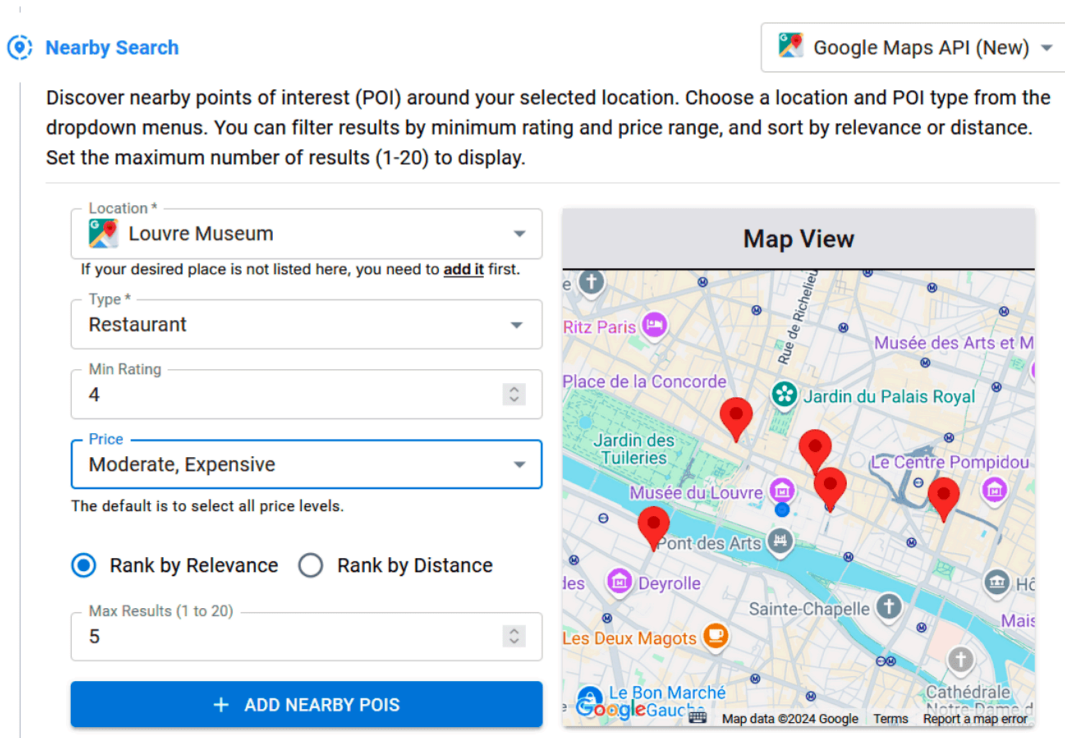 Nearby Search
Google Maps API (New)
Discover nearby points of interest (POI) around your selected location. Choose a location and POI type from the
dropdown menus. You can filter results by minimum rating and price range, and sort by relevance or distance.
Set the maximum number of results (1-20) to display.
Location *
Louvre Museum
If your desired place is not listed here, you need to add it first.
Type *
Restaurant
Min Rating
4
Price
Moderate, Expensive
The default is to select all price levels.
Rank by Relevance
Rank by Distance
Max Results (1 to 20)
5
+ ADD NEARBY POIS
Map View
e
Rue de Richelieu
Ritz Paris
Musée des Arts et M
Place de la Concorde
Jardin du Palais Royal
Jardin des
Tuileries
Le Centre Pompidou
Musée du Louvre
Pont des Arts
des
Deyrolle
Hô
Sainte-Chapelle
Mais
Les Deux Magots
Le Bon Marché
Cathédrale
Google
Notre-Dame d
Map data ©2024 Google
Terms
Report a map error